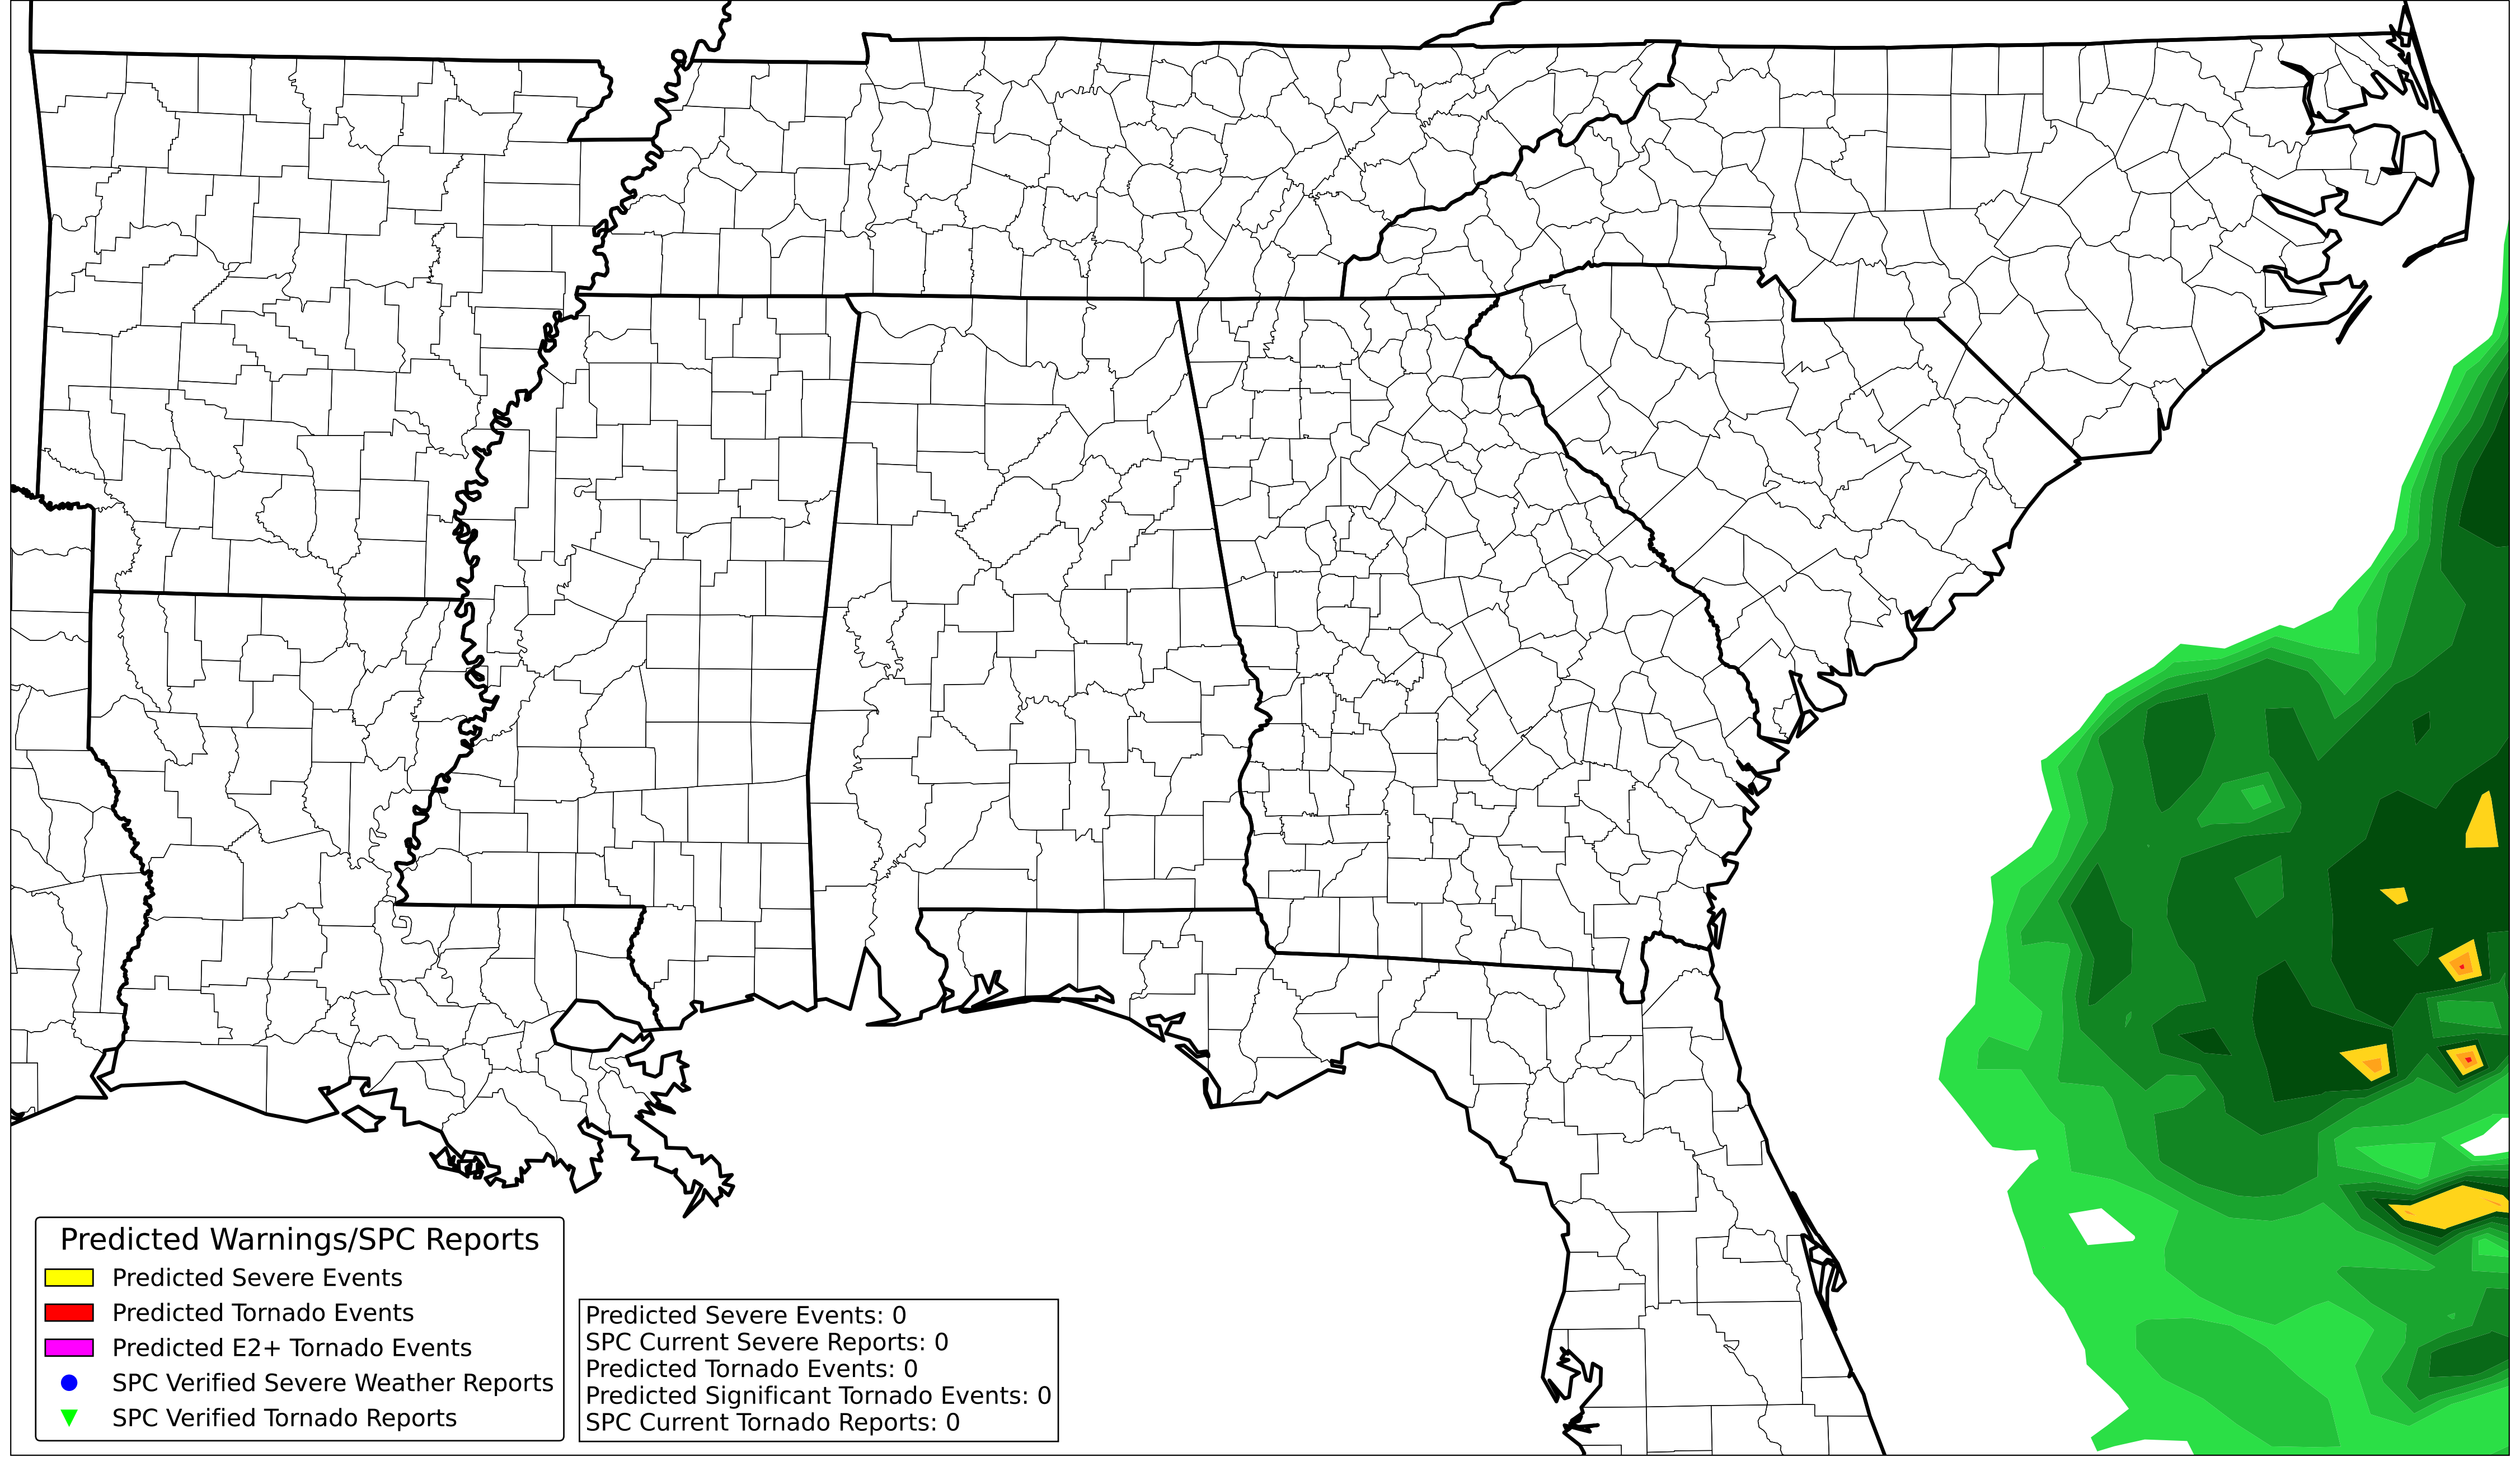 Predicted Warnings/SPC Reports
Predicted Severe Events
Predicted Tornado Events
Predicted E2+ Tornado Events
SPC Verified Severe Weather Reports
SPC Verified Tornado Reports
Predicted Severe Events: 0
SPC Current Severe Reports: 0
Predicted Tornado Events: 0
Predicted Significant Tornado Events: 0
SPC Current Tornado Reports: 0